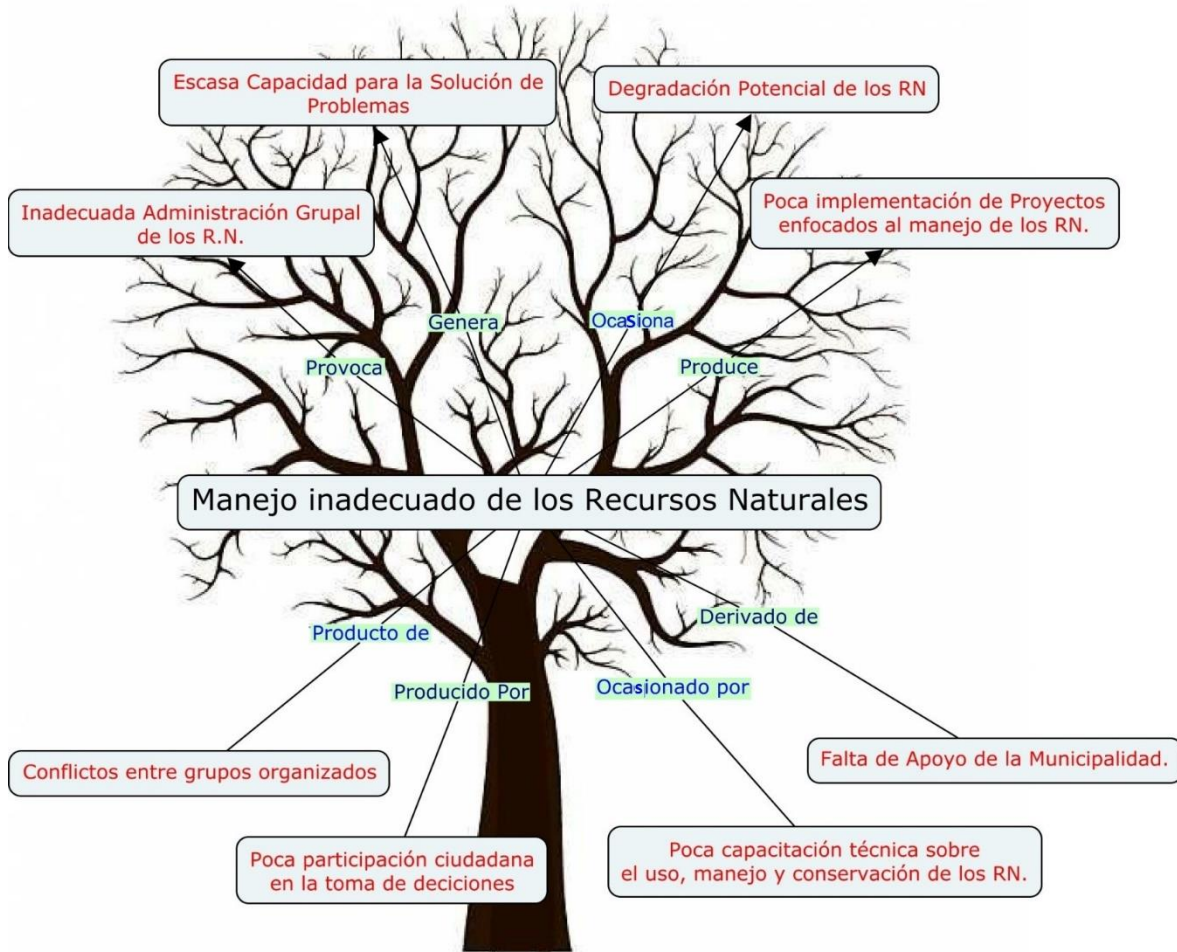 Escasa Capacidad para la Solución de
Problemas
Degradación Potencial de los RN
Inadecuada Administración Grupal
de los R.N.
Poca implementación de Proyectos
enfocados al manejo de los RN.
Genera
Ocasiona
Provoca
Produce
Manejo inadecuado de los Recursos Naturales
Producto de
Derivado de
Producido Por
Ocasionado por
Conflictos entre grupos organizados
Falta de Apoyo de la Municipalidad.
Poca participación ciudadana
en la toma de deciciones
Poca capacitación técnica sobre
el uso, manejo y conservación de los RN.